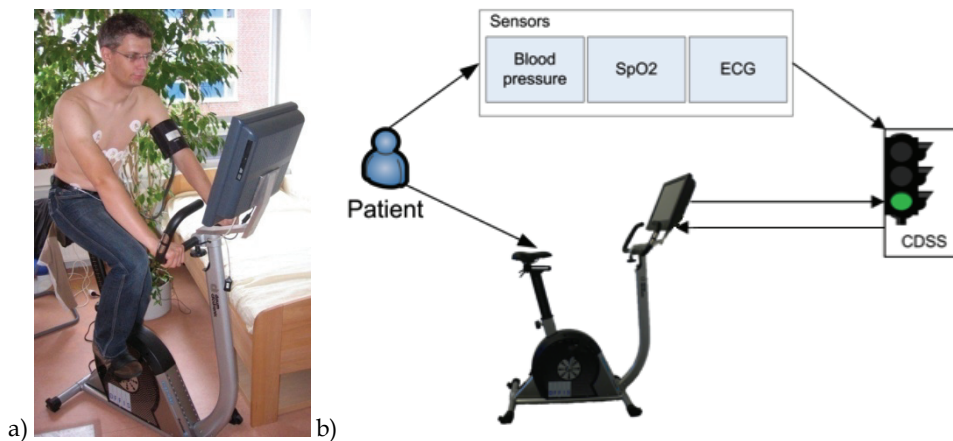 a)
b)
Sensors
Blood
pressure
SpO2
ECG
Patient
CDSS